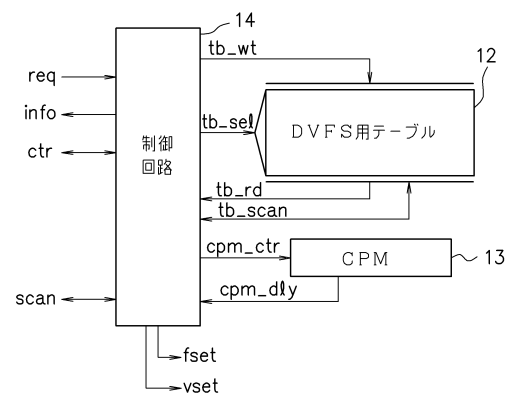 14
tb_wt
12
req
info
ctr
制御
回路
tb_sel
DVFS用テーブル
tb_rd
tb_scan
cpm_ctr
CPM
13
cpm_dly
scan
fset
vset